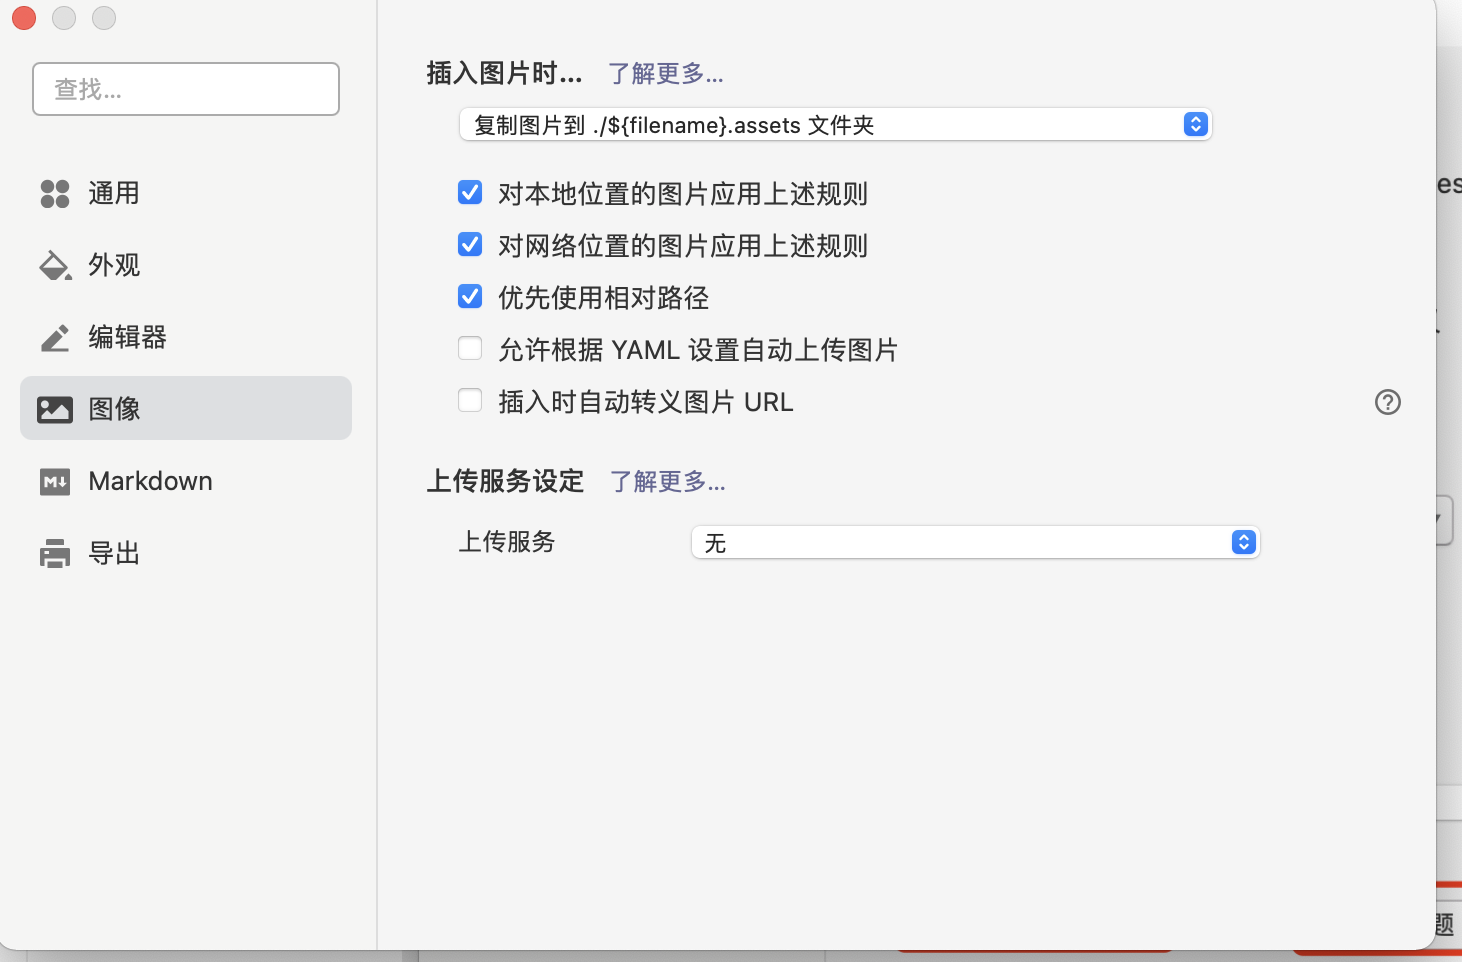 查找...
通用
外观
编辑器
图像
Markdown
导出
插入图片时... 了解更多...
复制图片到 ./${filename}.assets 文件夹
对本地位置的图片应用上述规则
对网络位置的图片应用上述规则
优先使用相对路径
允许根据 YAML 设置自动上传图片
插入时自动转义图片 URL
上传服务设定 了解更多...
上传服务 无
es
题